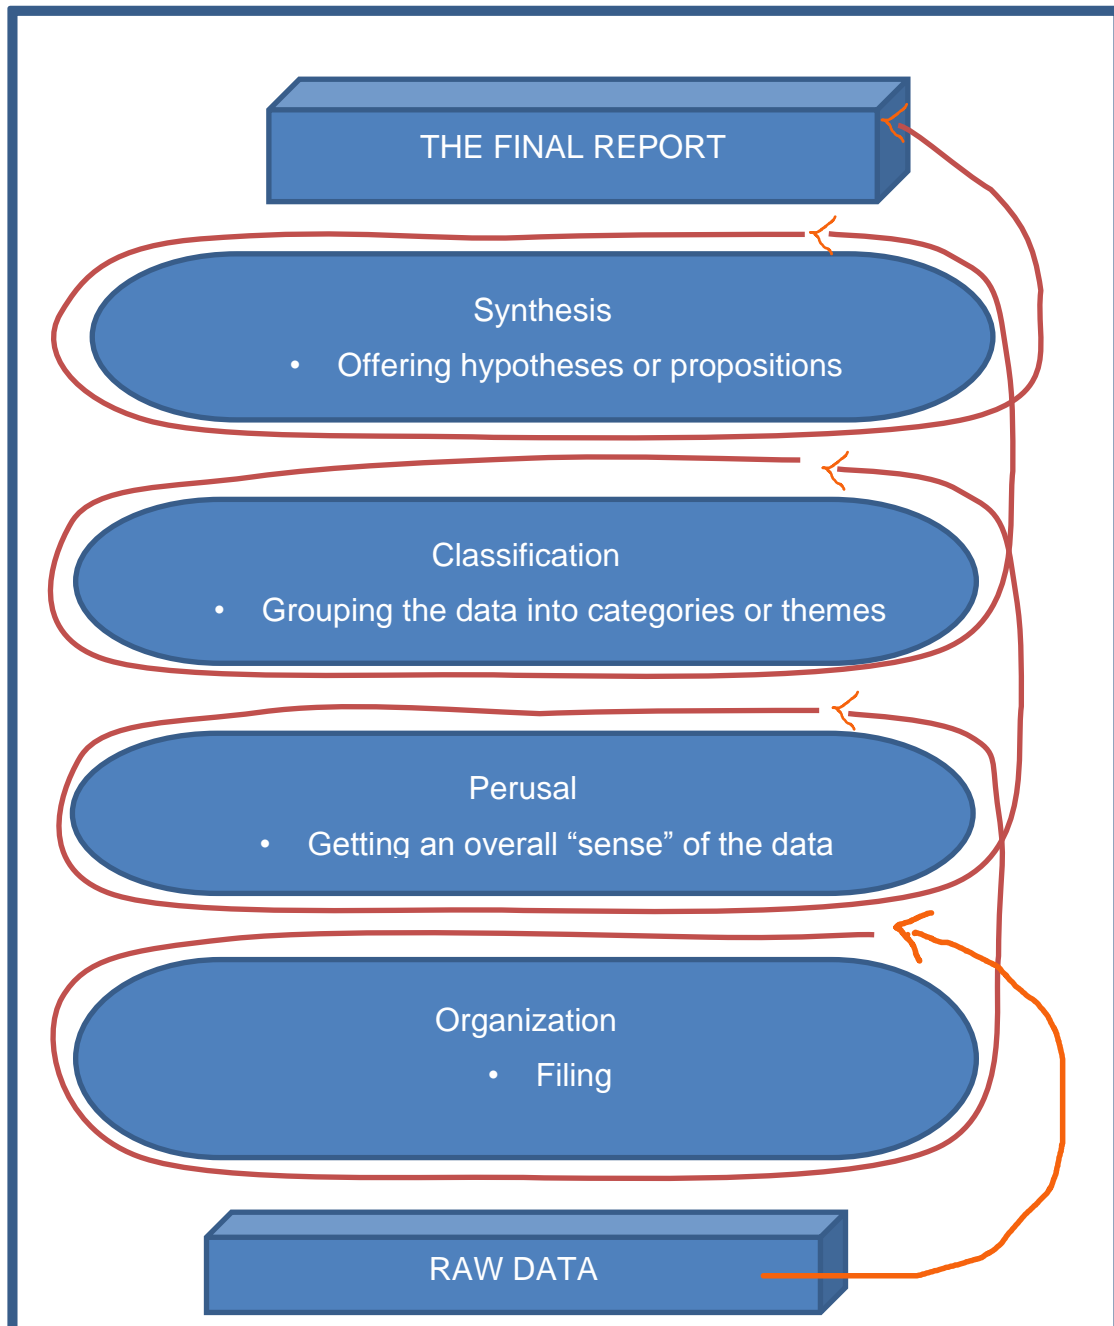 THE FINAL REPORT
Synthesis
• Offering hypotheses or propositions
Classification
• Grouping the data into categories or themes
Perusal
• Getting an overall “sense” of the data
Organization
• Filing
RAW DATA